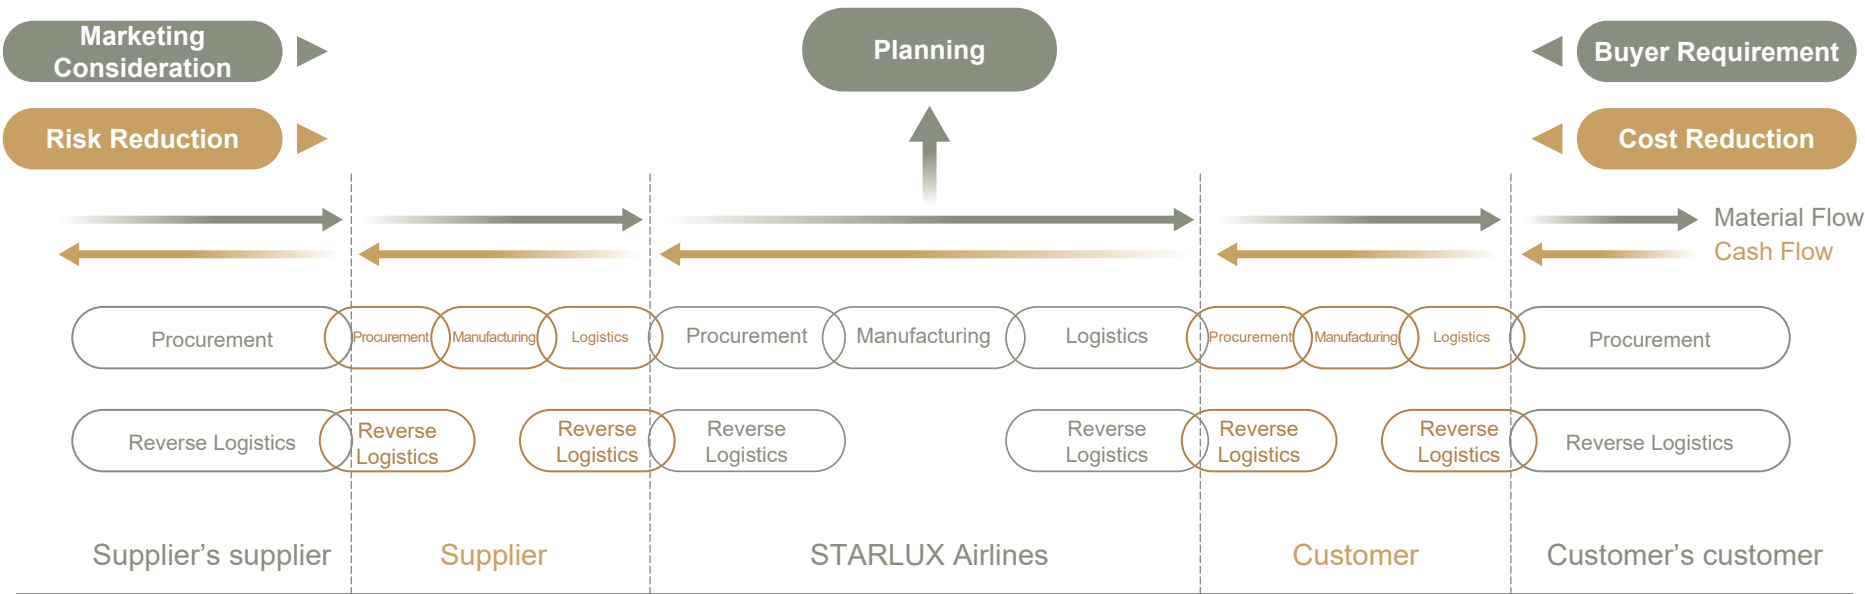 Marketing
Consideration
Planning
Buyer Requirement
Risk Reduction
Cost Reduction
Material Flow
Cash Flow
Procurement
Procurement
Manufacturing
Logistics
Procurement
Manufacturing
Logistics
Procurement
Manufacturing
Logistics
Procurement
Reverse Logistics
Reverse
Logistics
Reverse
Logistics
Reverse
Logistics
Reverse
Logistics
Reverse
Logistics
Reverse
Logistics
Reverse Logistics
Supplier’s supplier
Supplier
STARLUX Airlines
Customer
Customer’s customer